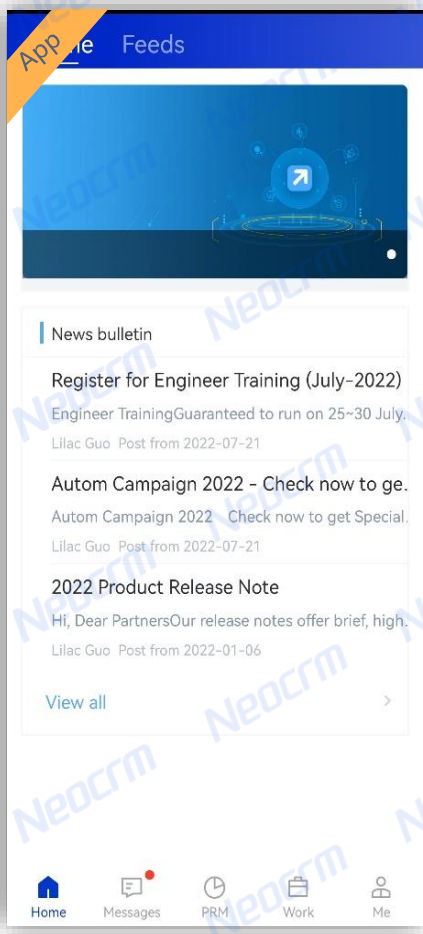 App
Feeds
News bulletin
Register for Engineer Training (July-2022)
Engineer TrainingGuaranteed to run on 25~30 July.
Lilac Guo Post from 2022-07-21
Autom Campaign 2022 - Check now to ge.
Autom Campaign 2022 Check now to get Special.
Lilac Guo Post from 2022-07-21
2022 Product Release Note
Hi, Dear PartnersOur release notes offer brief, high.
Lilac Guo Post from 2022-01-06
View all
Home Messages PRM Work Me
Neocrm